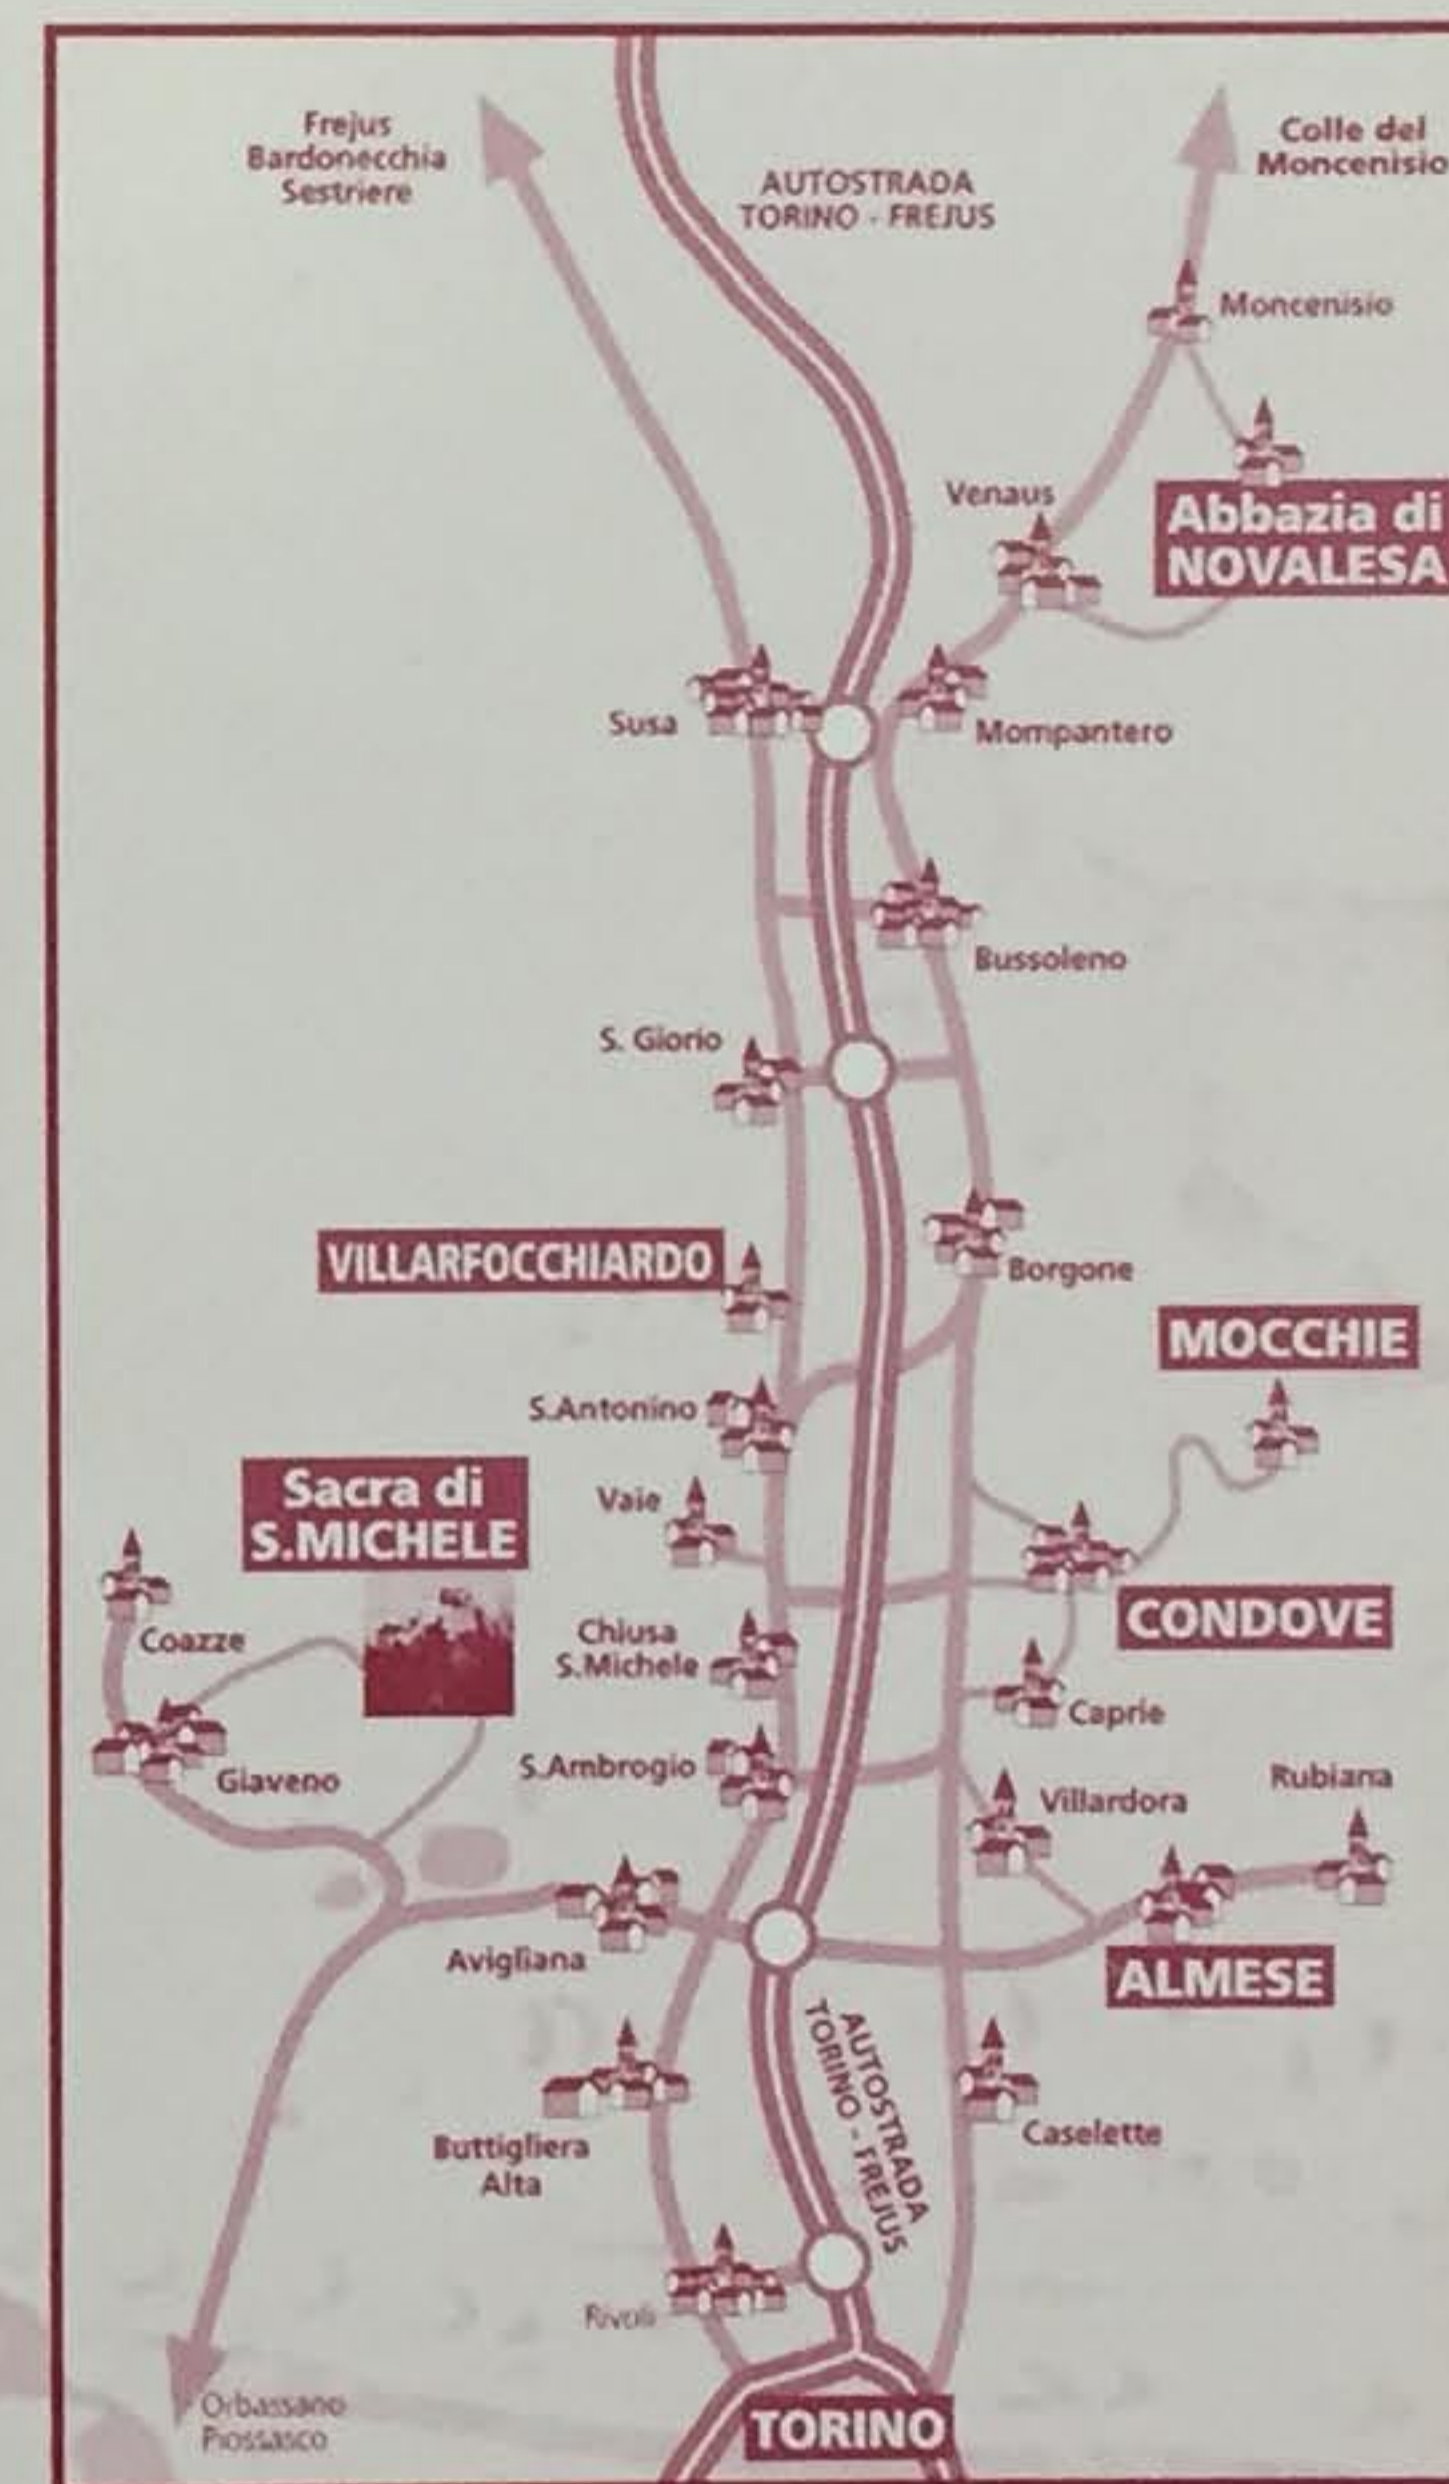 Frejus
Bardonecchia
Sestriere
AUTOSTRADA
TORINO - FREJUS
Colle del
Moncenisio
Moncenisio
Venaus
Abbazia di
NOVALESA
Susa
Mompantero
Bussoleno
S. Giorio
VILLARFOCCHIARDO
Borgone
MOCCHIE
S.Antonino
Sacra di
S.MICHELE
Vaie
CONDOVE
Coazze
Chiusa
S.Michele
Caprie
S.Ambrogio
Giaveno
Villardora
Rubiana
Avigliana
ALMESE
AUTOSTRADA
TORINO - FREJUS
Buttigliera
Alta
Caselette
Rivoli
Orbassano
Piossasco
TORINO